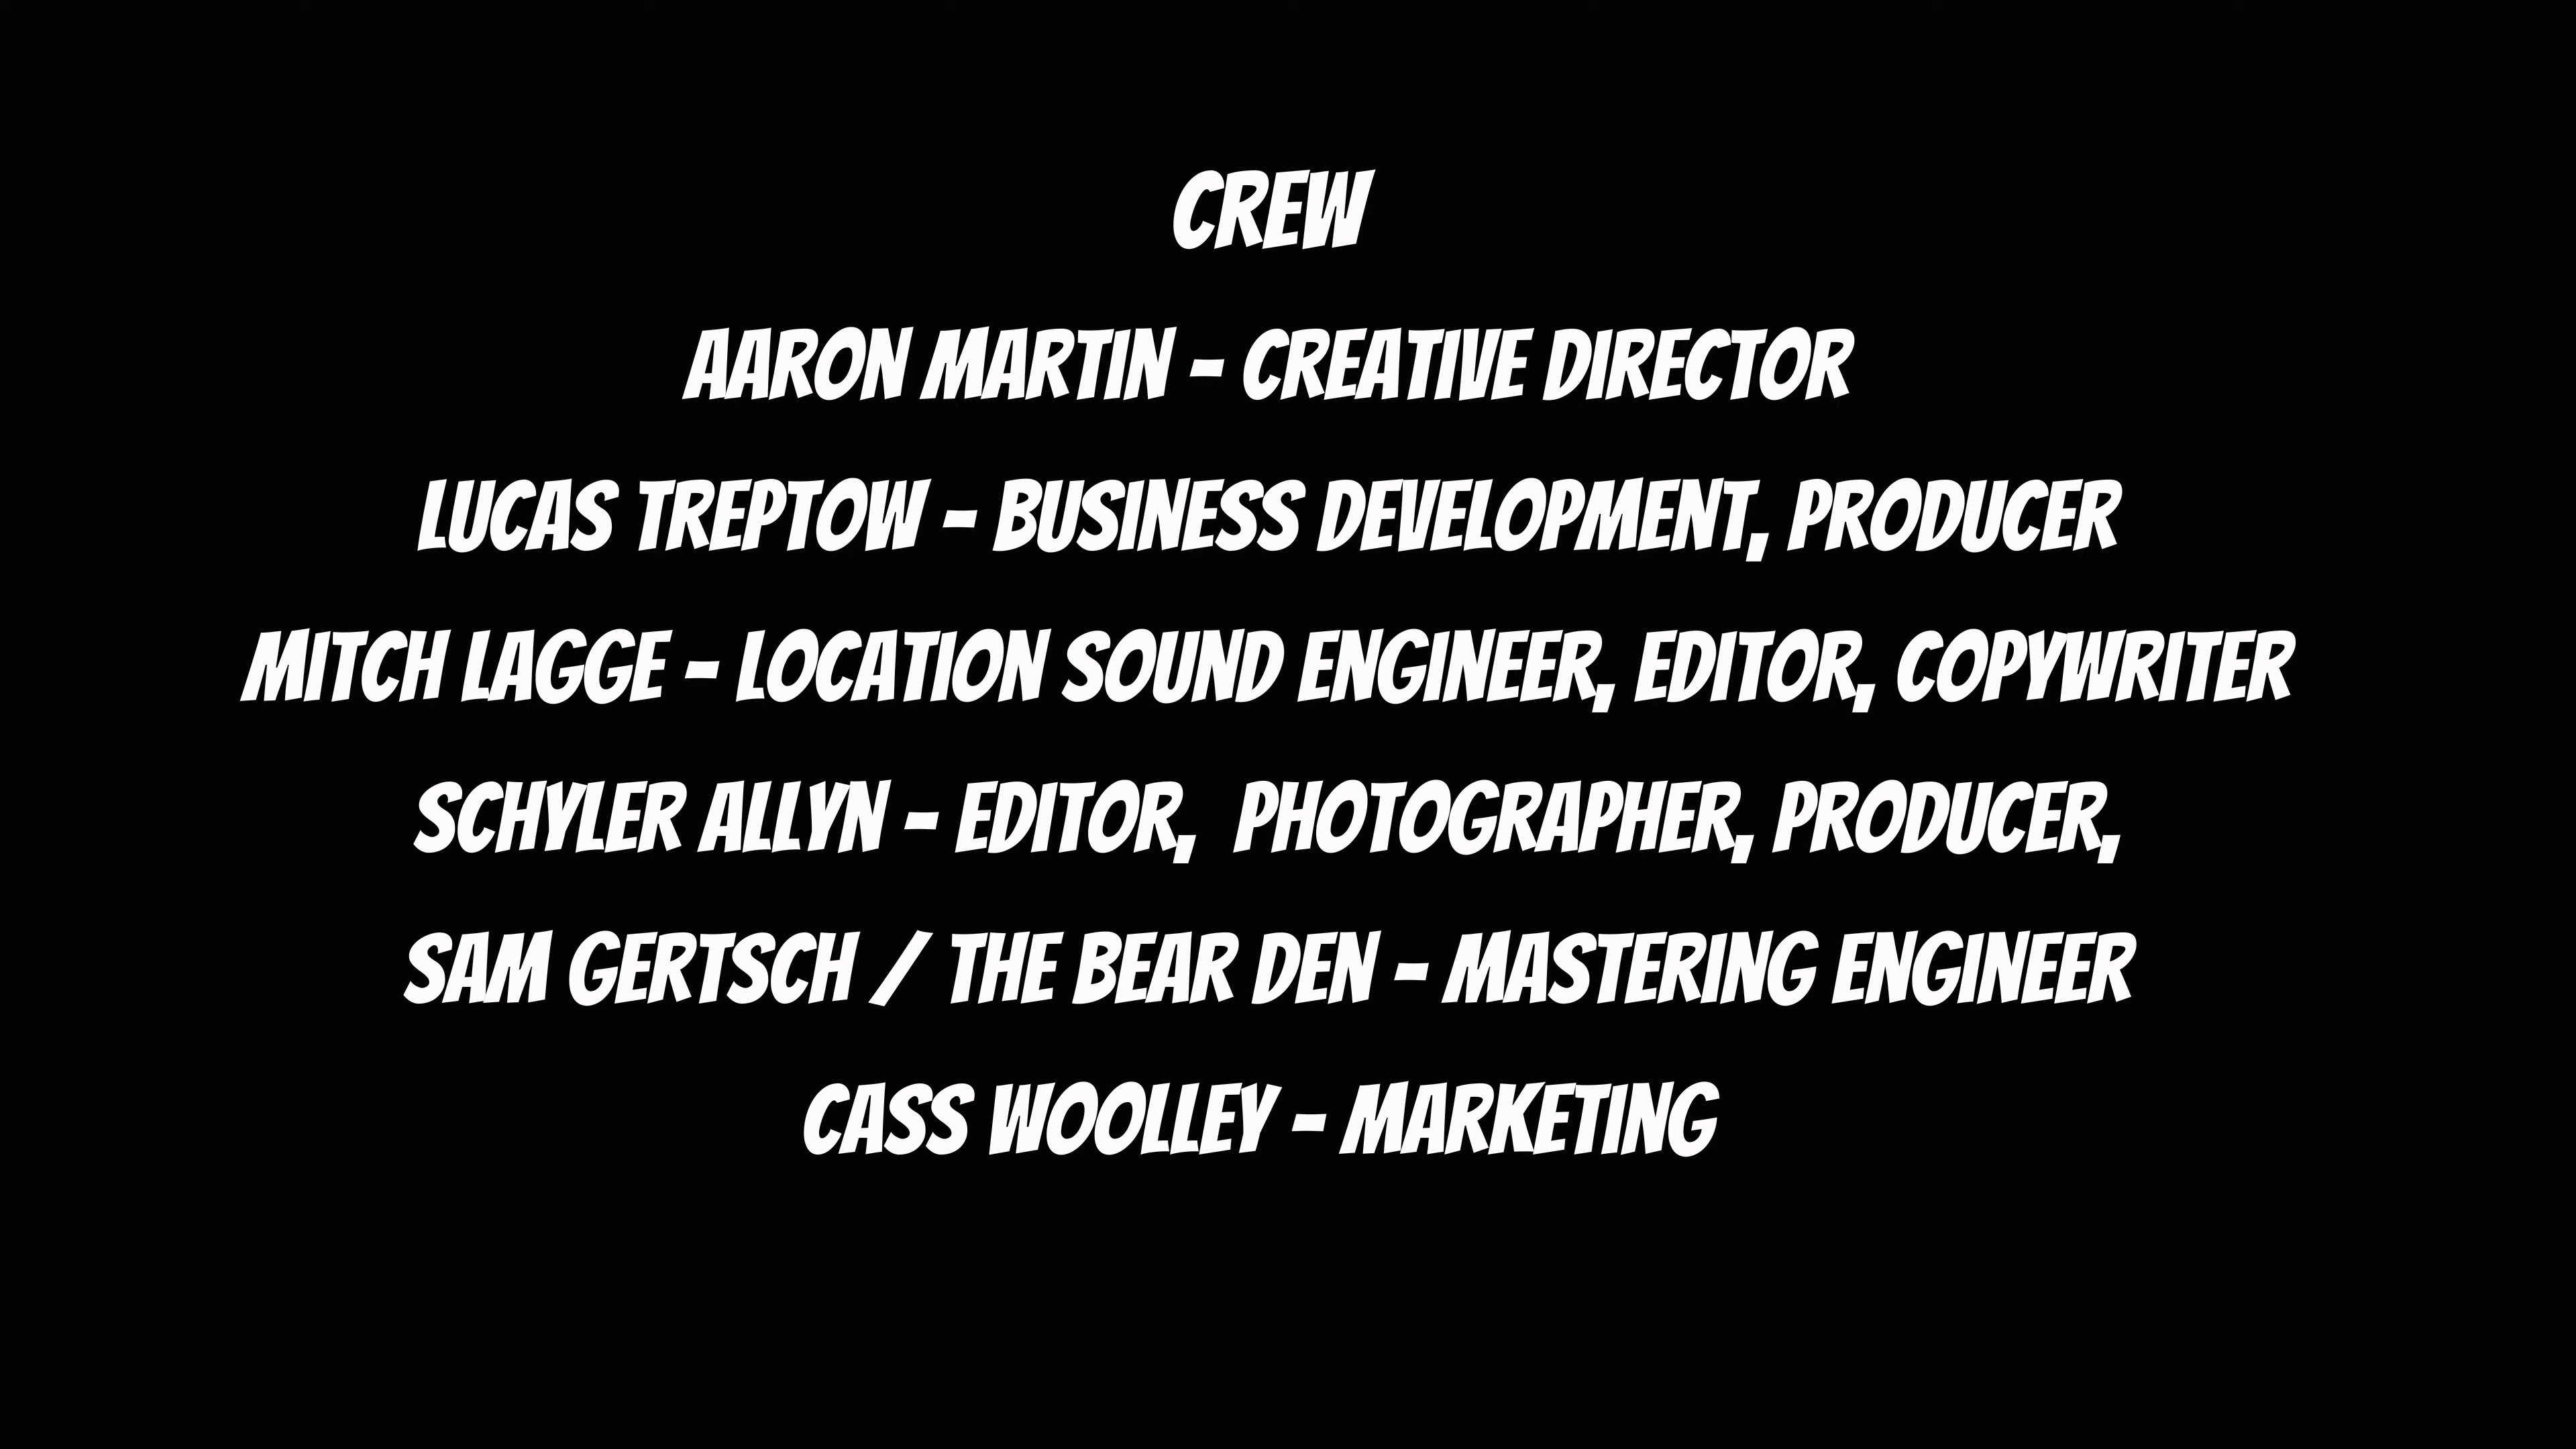 CREW
AARON MARTIN - CREATIVE DIRECTOR
LUCAS TREPTOW - BUSINESS DEVELOPMENT, PRODUCER
MITCH LAGGE - LOCATION SOUND ENGINEER, EDITOR, COPYWRITER
SCHYLER ALLYN - EDITOR,  PHOTOGRAPHER, PRODUCER,
SAM GERTSCH / THE BEAR DEN - MASTERING ENGINEER
CASS WOOLLEY - MARKETING